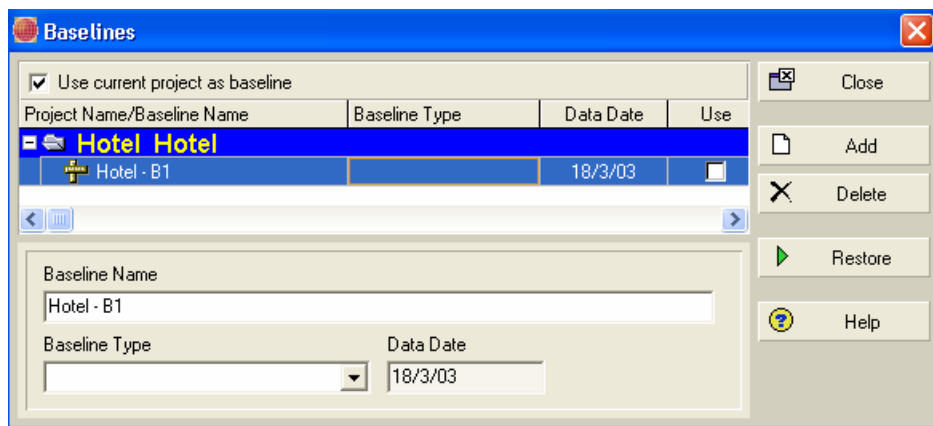 Baselines
Use current project as baseline
Project Name/Baseline Name Baseline Type Data Date Use
Hotel Hotel
Hotel - B1 18/3/03
Baseline Name
Hotel - B1
Baseline Type Data Date
18/3/03
Close
Add
Delete
Restore
? Help